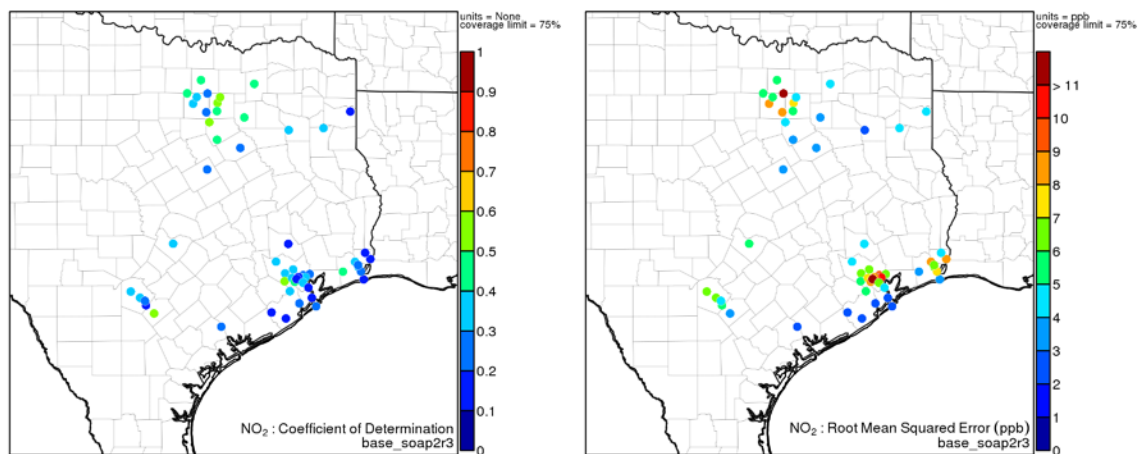 units = None
coverage limit = 75%
1
0.9
0.8
0.7
0.6
0.5
0.4
0.3
0.2
0.1
0
NO₂ : Coefficient of Determination
base_soap2r3
units = ppb
coverage limit = 75%
> 11
10
9
8
7
6
5
4
3
2
1
0
NO₂ : Root Mean Squared Error (ppb)
base_soap2r3